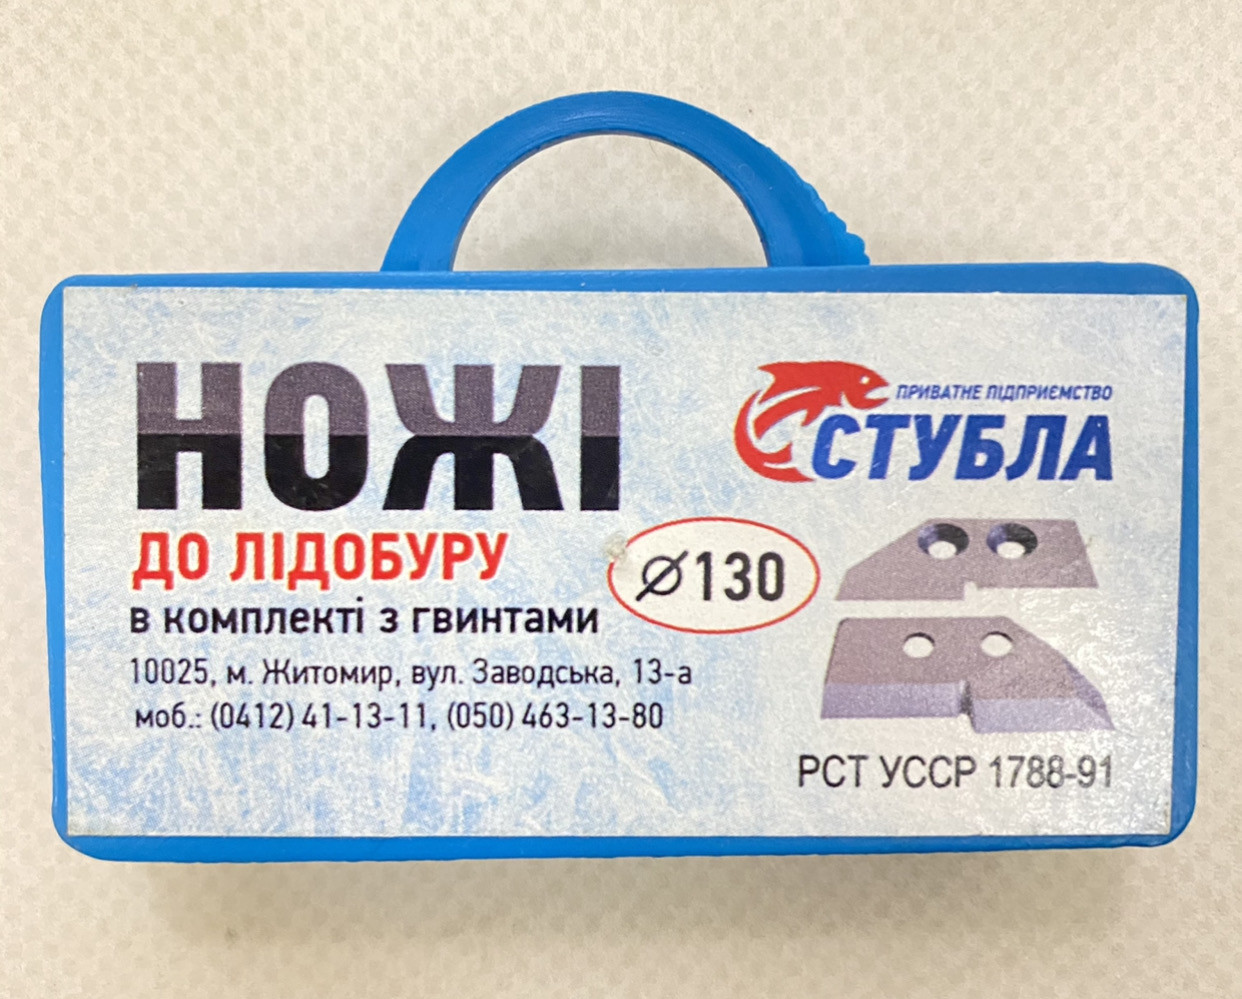 НОЖІ
ДО ЛІДОБУРУ
в комплекті з гвинтами
10025, м. Житомир, вул. Заводська, 13-а
моб.: (0412) 41-13-11, (050) 463-13-80
ПРИВАТНЕ ПІДПРИЄМСТВО
СТУБЛА
⌀130
РСТ УССР 1788-91